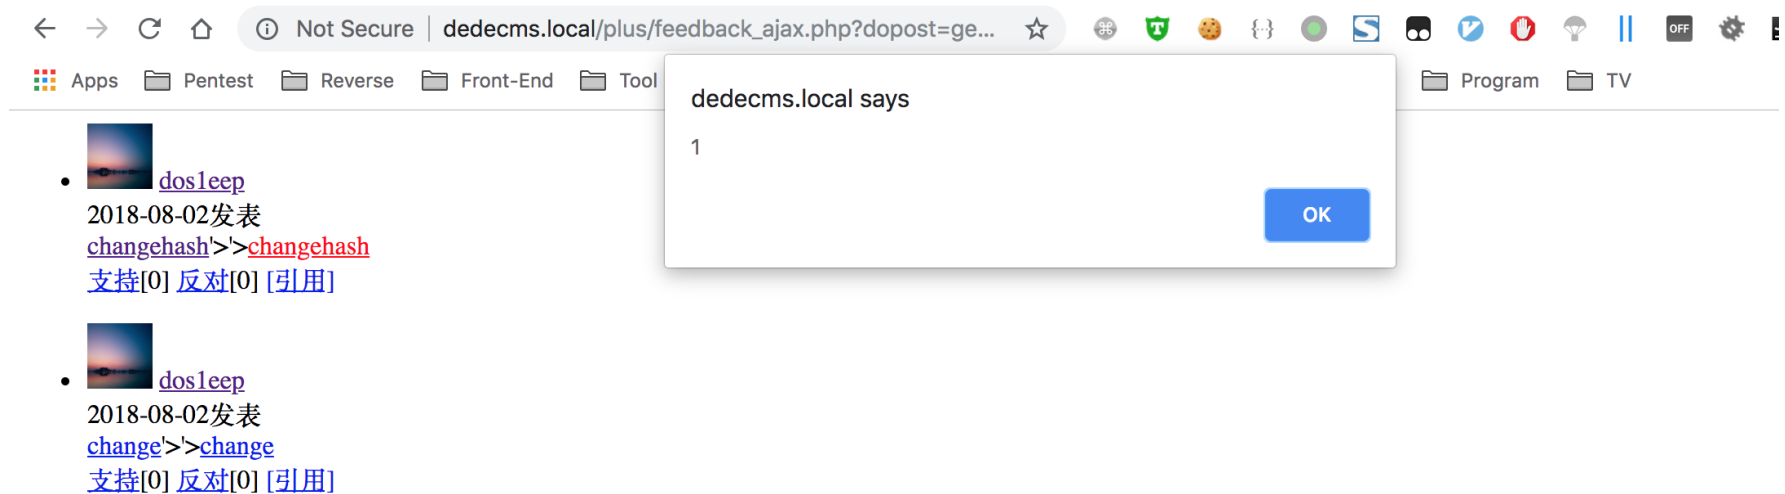 Not Secure | dedecms.local/plus/feedback_ajax.php?dopost=ge...
OFF
Apps Pentest Reverse Front-End Tool Program TV
dedecms.local says
1
OK
dos1eep
2018-08-02发表
changehash'>'>changehash
支持[0] 反对[0] [引用]
dos1eep
2018-08-02发表
change'>'>change
支持[0] 反对[0] [引用]